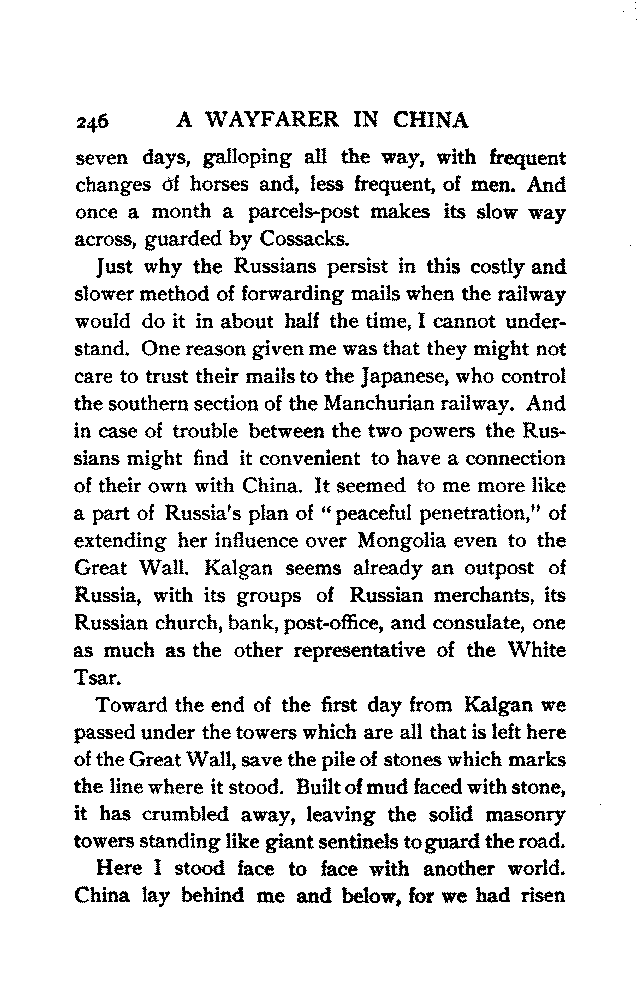 246 A WAYFARER IN CHINA
seven days, galloping all the way, with frequent
changes of horses and, less frequent, of men. And
once a month a parcels-post makes its slow way
across, guarded by Cossacks.
Just why the Russians persist in this costly and
slower method of forwarding mails when the railway
would do it in about half the time, I cannot under-
stand. One reason given me was that they might not
care to trust their mails to the Japanese, who control
the southern section of the Manchurian railway. And
in case of trouble between the two powers the Rus-
sians might find it convenient to have a connection
of their own with China. It seemed to me more like
a part of Russia's plan of "peaceful penetration," of
extending her influence over Mongolia even to the
Great Wall. Kalgan seems already an outpost of
Russia, with its groups of Russian merchants, its
Russian church, bank, post-office, and consulate, one
as much as the other representative of the White
Tsar.
Toward the end of the first day from Kalgan we
passed under the towers which are all that is left here
of the Great Wall, save the pile of stones which marks
the line where it stood. Built of mud faced with stone,
it has crumbled away, leaving the solid masonry
towers standing like giant sentinels to guard the road.
Here I stood face to face with another world.
China lay behind me and below, for we had risen